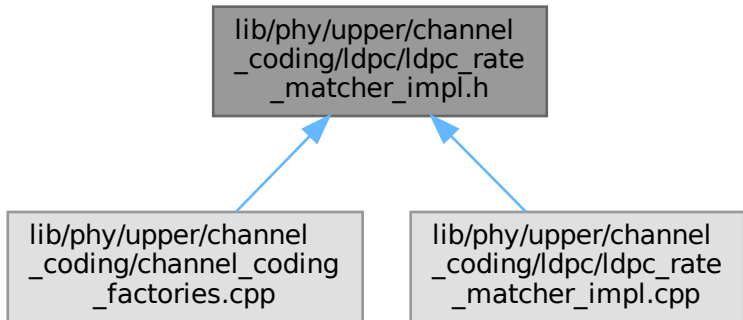 lib/phy/upper/channel
_coding/ldpc/ldpc_rate
_matcher_impl.h
lib/phy/upper/channel
_coding/channel_coding
_factories.cpp
lib/phy/upper/channel
_coding/ldpc/ldpc_rate
_matcher_impl.cpp